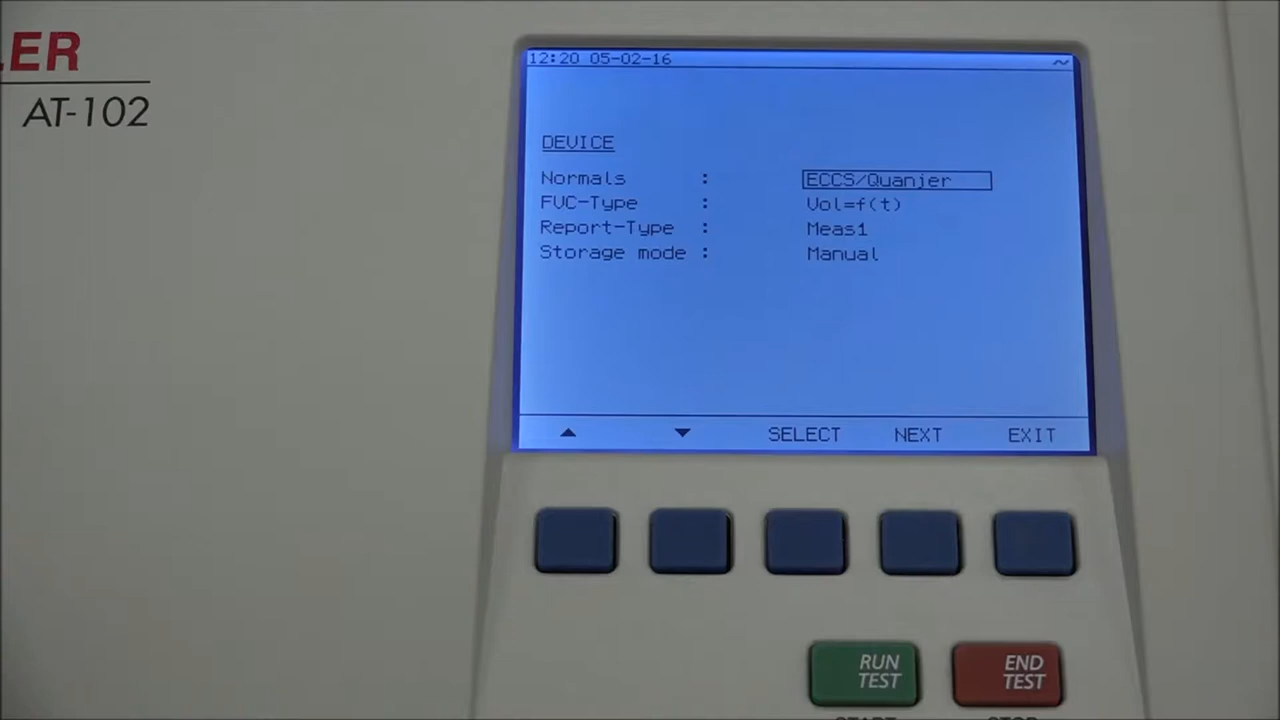 LER
AT-102
12:20 05-02-16
DEVICE
Normals : ECCS/Quanjer
FVC-Type : Vol=f(t)
Report-Type : Meas1
Storage mode : Manual
SELECT NEXT EXIT
RUN TEST
END TEST